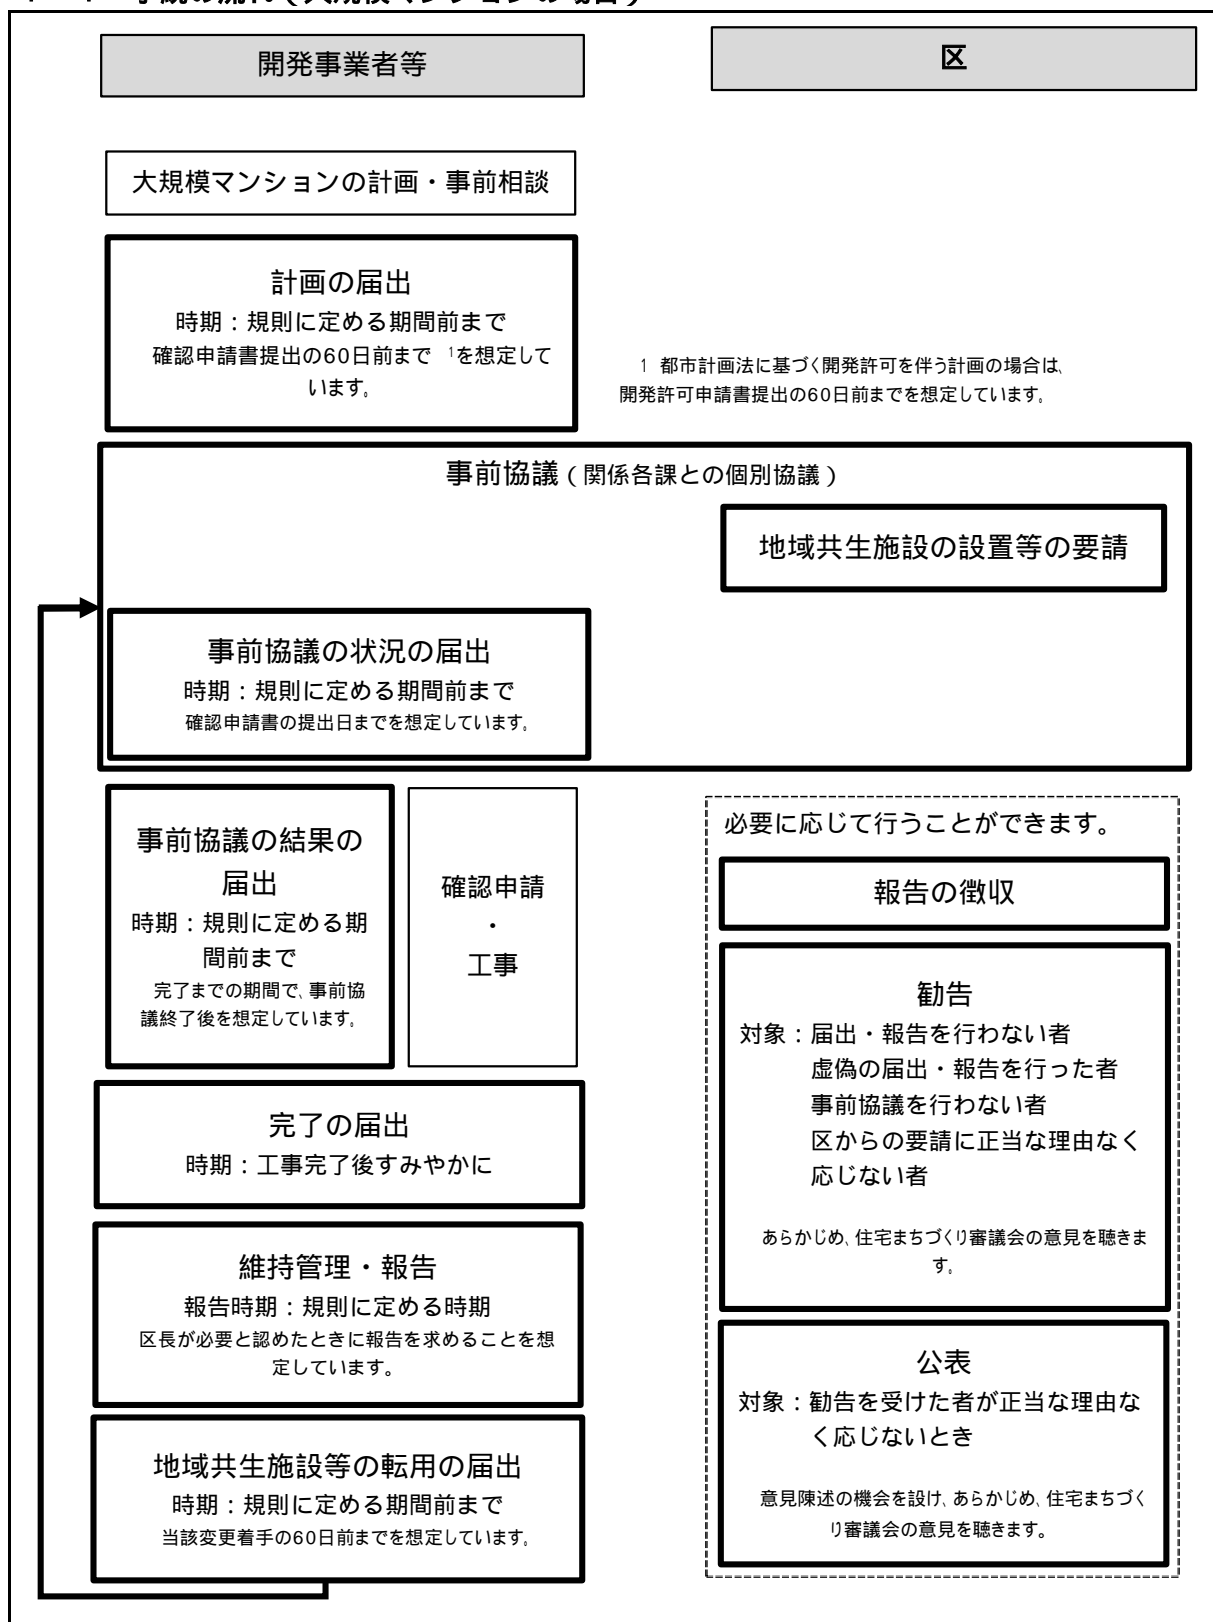 開発事業者等
区
大規模マンションの計画・事前相談
計画の届出
時期：規則に定める期間前まで
確認申請書提出の60日前まで 1を想定して
います。
1 都市計画法に基づく開発許可を伴う計画の場合は、
開発許可申請書提出の60日前までを想定しています。
事前協議（関係各課との個別協議）
地域共生施設の設置等の要請
事前協議の状況の届出
時期：規則に定める期間前まで
確認申請書の提出日までを想定しています。
事前協議の結果の
届出
時期：規則に定める期
間前まで
完了までの期間で、事前協
議終了後を想定しています。
確認申請
・
工事
必要に応じて行うことができます。
報告の徴収
勧告
対象：届出・報告を行わない者
虚偽の届出・報告を行った者
事前協議を行わない者
区からの要請に正当な理由なく
応じない者
あらかじめ、住宅まちづくり審議会の意見を聴きま
す。
完了の届出
時期：工事完了後すみやかに
維持管理・報告
報告時期：規則に定める時期
区長が必要と認めたときに報告を求めることを想
定しています。
公表
対象：勧告を受けた者が正当な理由な
く応じないとき
意見陳述の機会を設け、あらかじめ、住宅まちづく
り審議会の意見を聴きます。
地域共生施設等の転用の届出
時期：規則に定める期間前まで
当該変更着手の60日前までを想定しています。